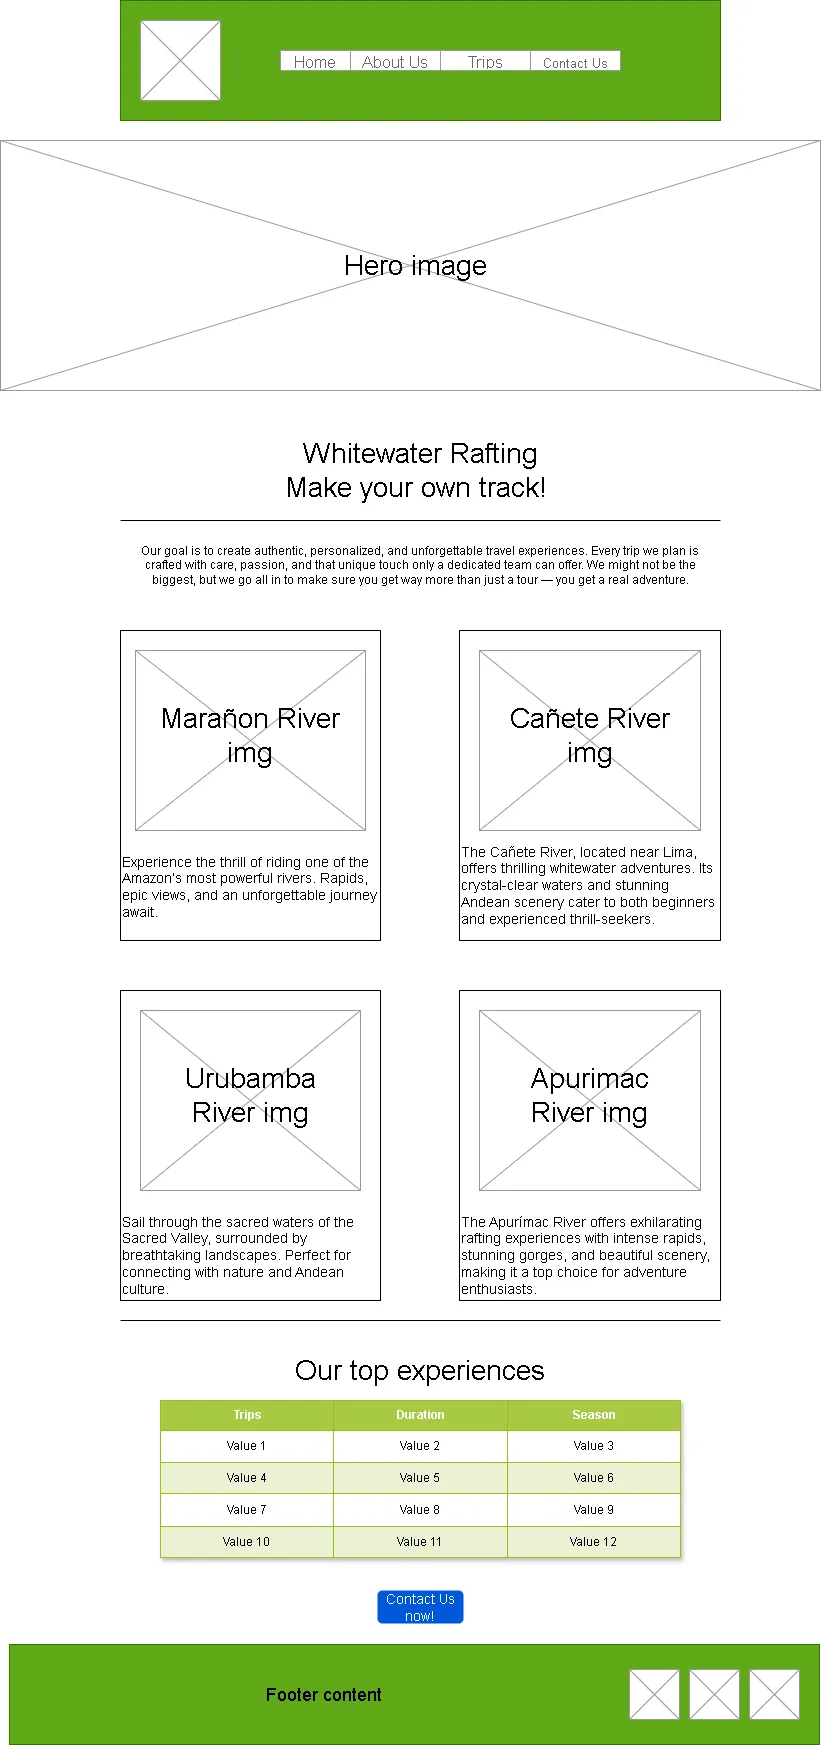 Home About Us Trips Contact Us
Hero image
Whitewater Rafting
Make your own track!
Our goal is to create authentic, personalized, and unforgettable travel experiences. Every trip we plan is
crafted with care, passion, and that unique touch only a dedicated team can offer. We might not be the
biggest, but we go all in to make sure you get way more than just a tour — you get a real adventure.
Marañon River
img
Experience the thrill of riding one of the
Amazon's most powerful rivers. Rapids,
epic views, and an unforgettable journey
await.
Cañete River
img
The Cañete River, located near Lima,
offers thrilling whitewater adventures. Its
crystal-clear waters and stunning
Andean scenery cater to both beginners
and experienced thrill-seekers.
Urubamba
River img
Sail through the sacred waters of the
Sacred Valley, surrounded by
breathtaking landscapes. Perfect for
connecting with nature and Andean
culture.
Apurimac
River img
The Apurímac River offers exhilarating
rafting experiences with intense rapids,
stunning gorges, and beautiful scenery,
making it a top choice for adventure
enthusiasts.
Our top experiences
Trips Duration Season
Value 1 Value 2 Value 3
Value 4 Value 5 Value 6
Value 7 Value 8 Value 9
Value 10 Value 11 Value 12
Contact Us
now!
Footer content